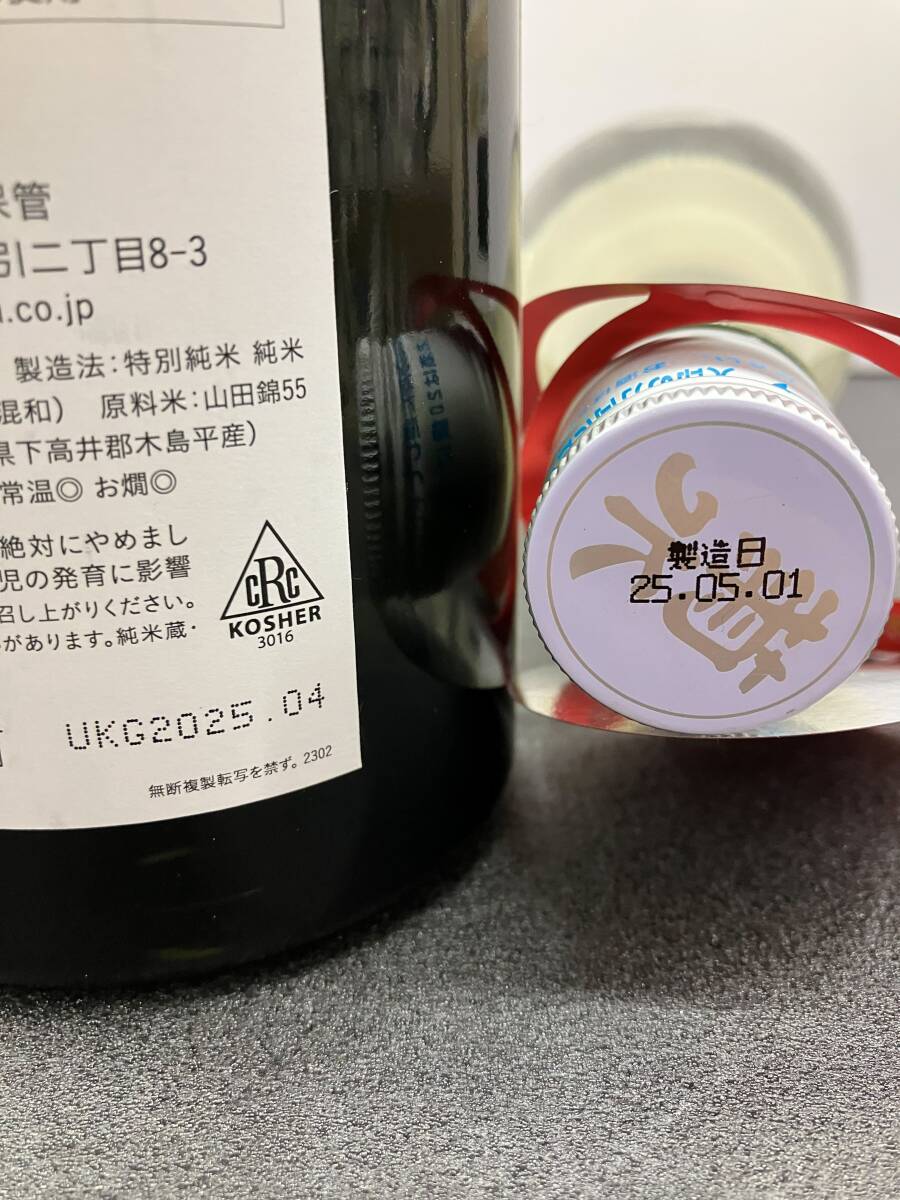 保管
引二丁目8-3
.co.jp
製造法:特別純米 純米
混和) 原料米:山田錦55
県下高井郡木島平産)
常温◎ お燗◎
絶対にやめまし
児の発育に影響
召し上がりください。
があります。純米蔵・
CRC
KOSHER
3016
UKG2025.04
無断複製転写を禁ず。2302
製造日
25.05.01